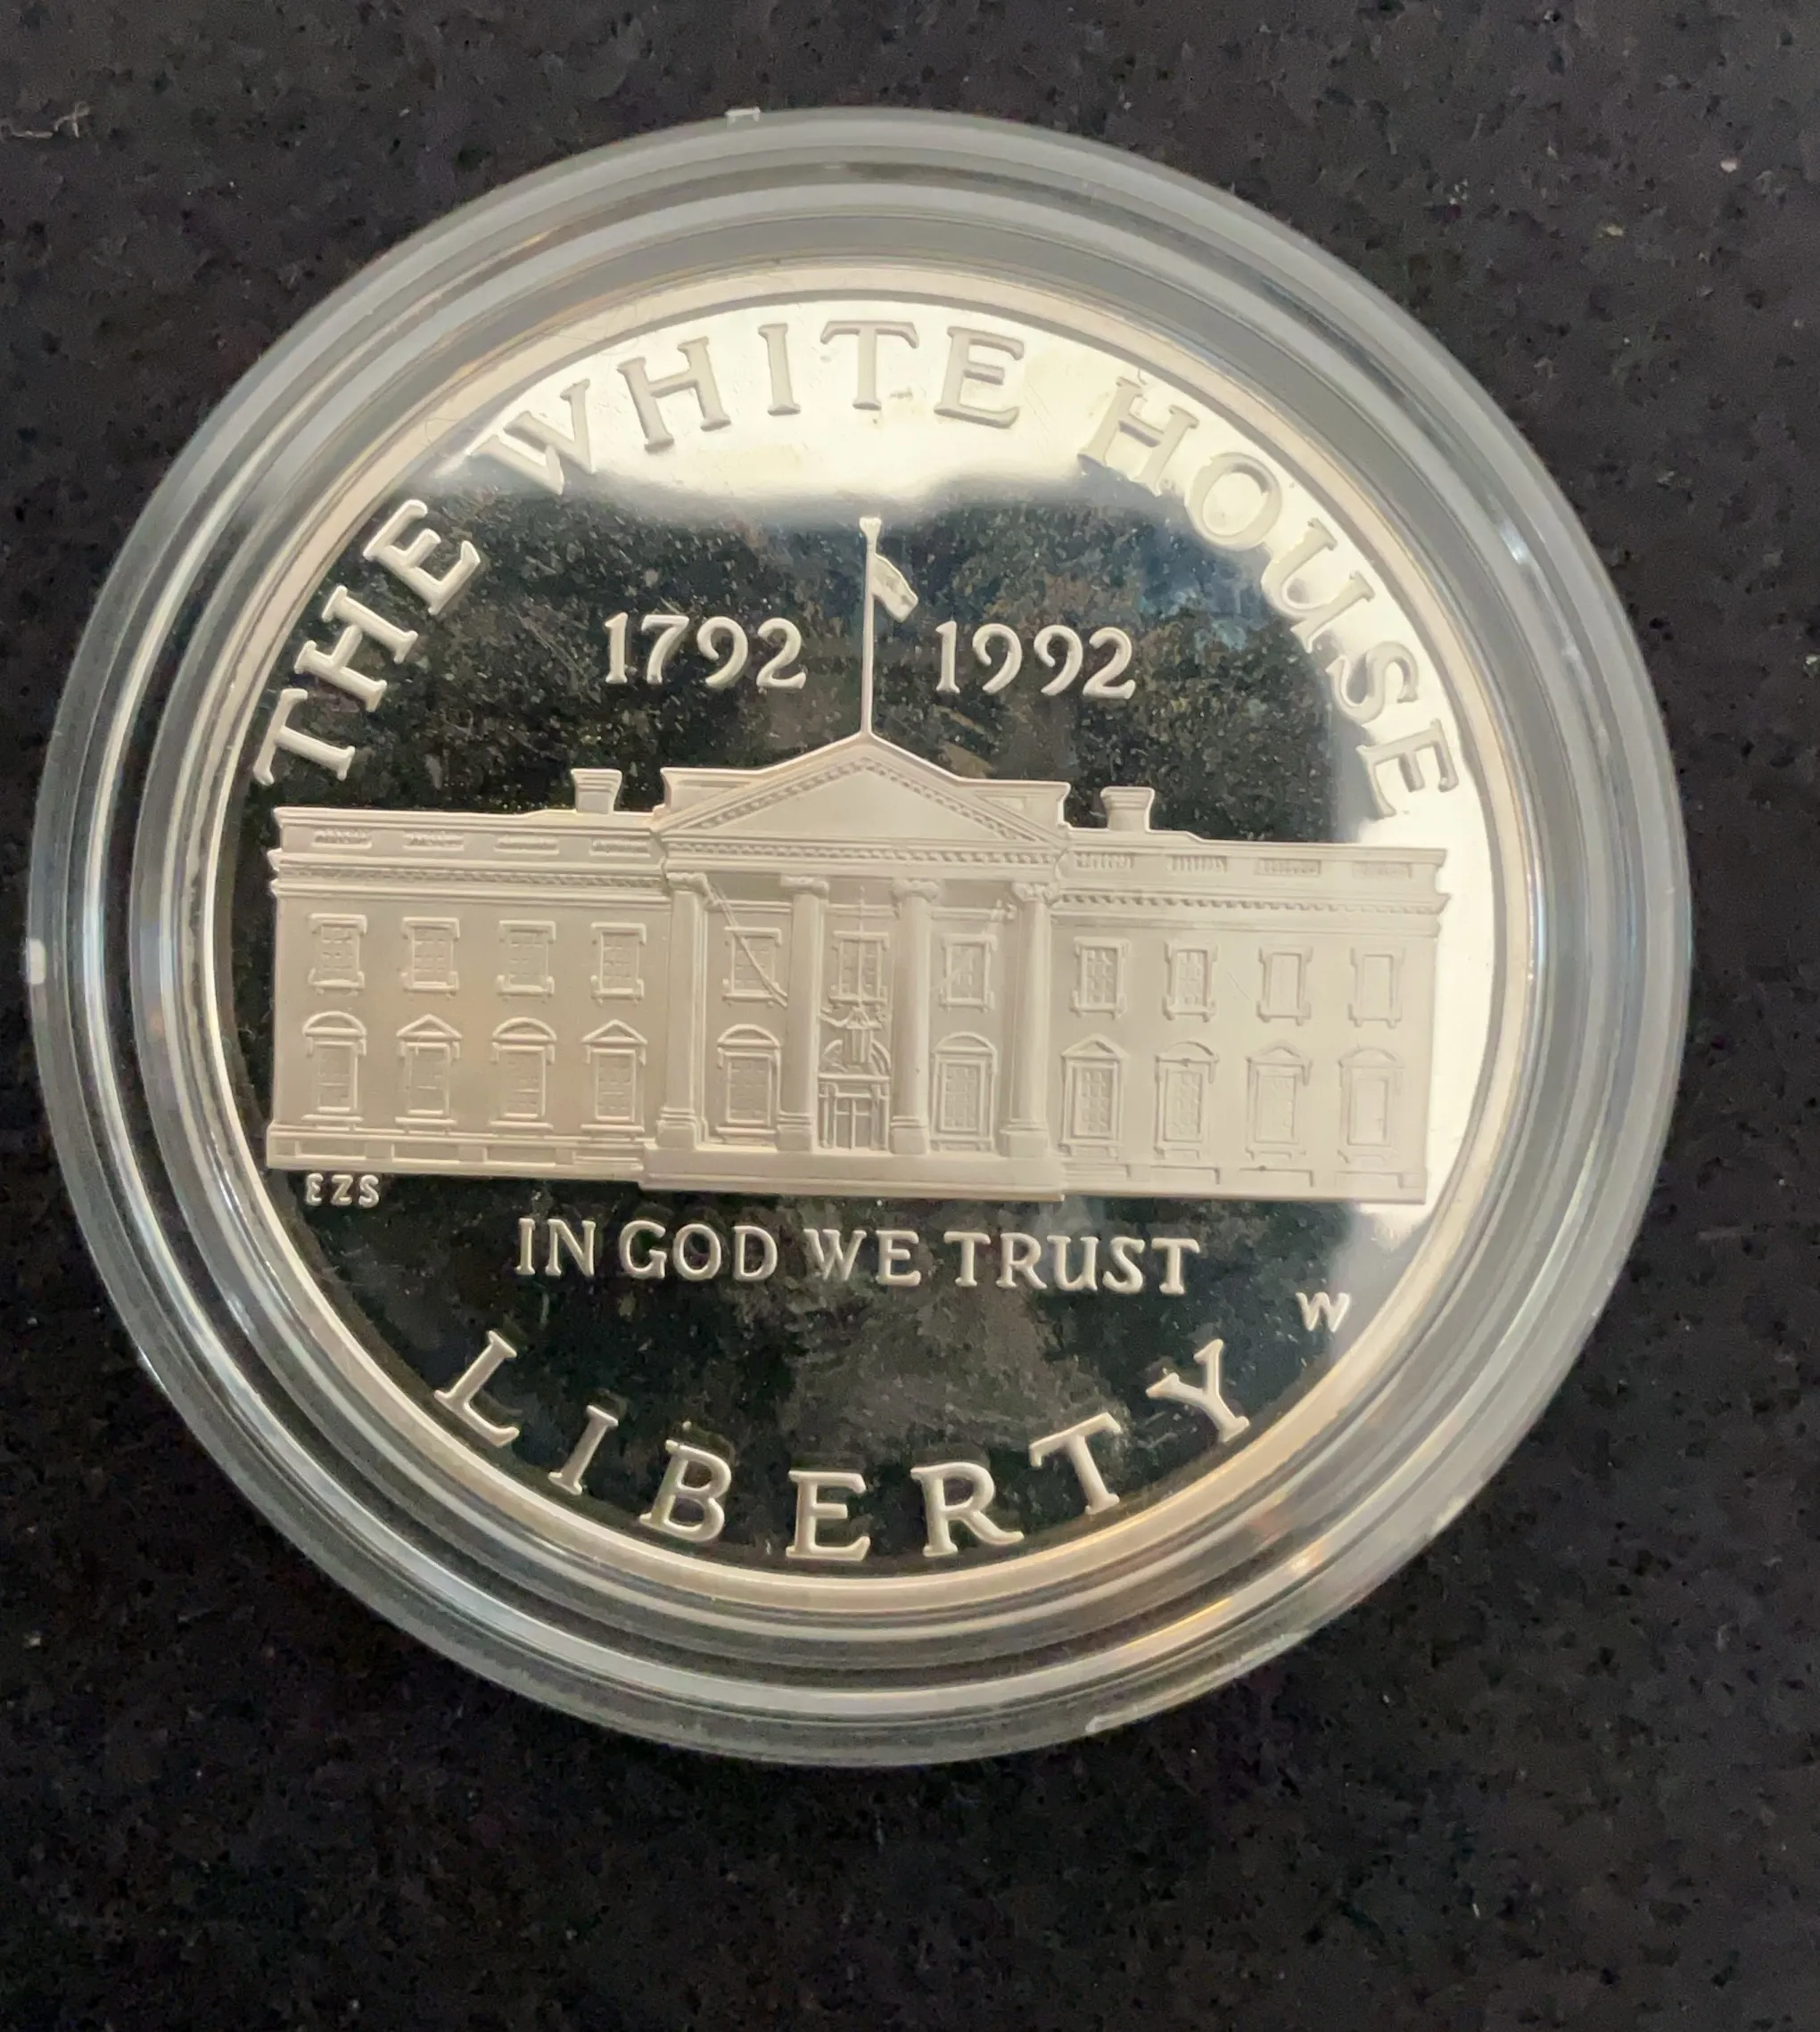 THE WHITE HOUSE
1792 1992
EZS
IN GOD WE TRUST
W
LIBERTY